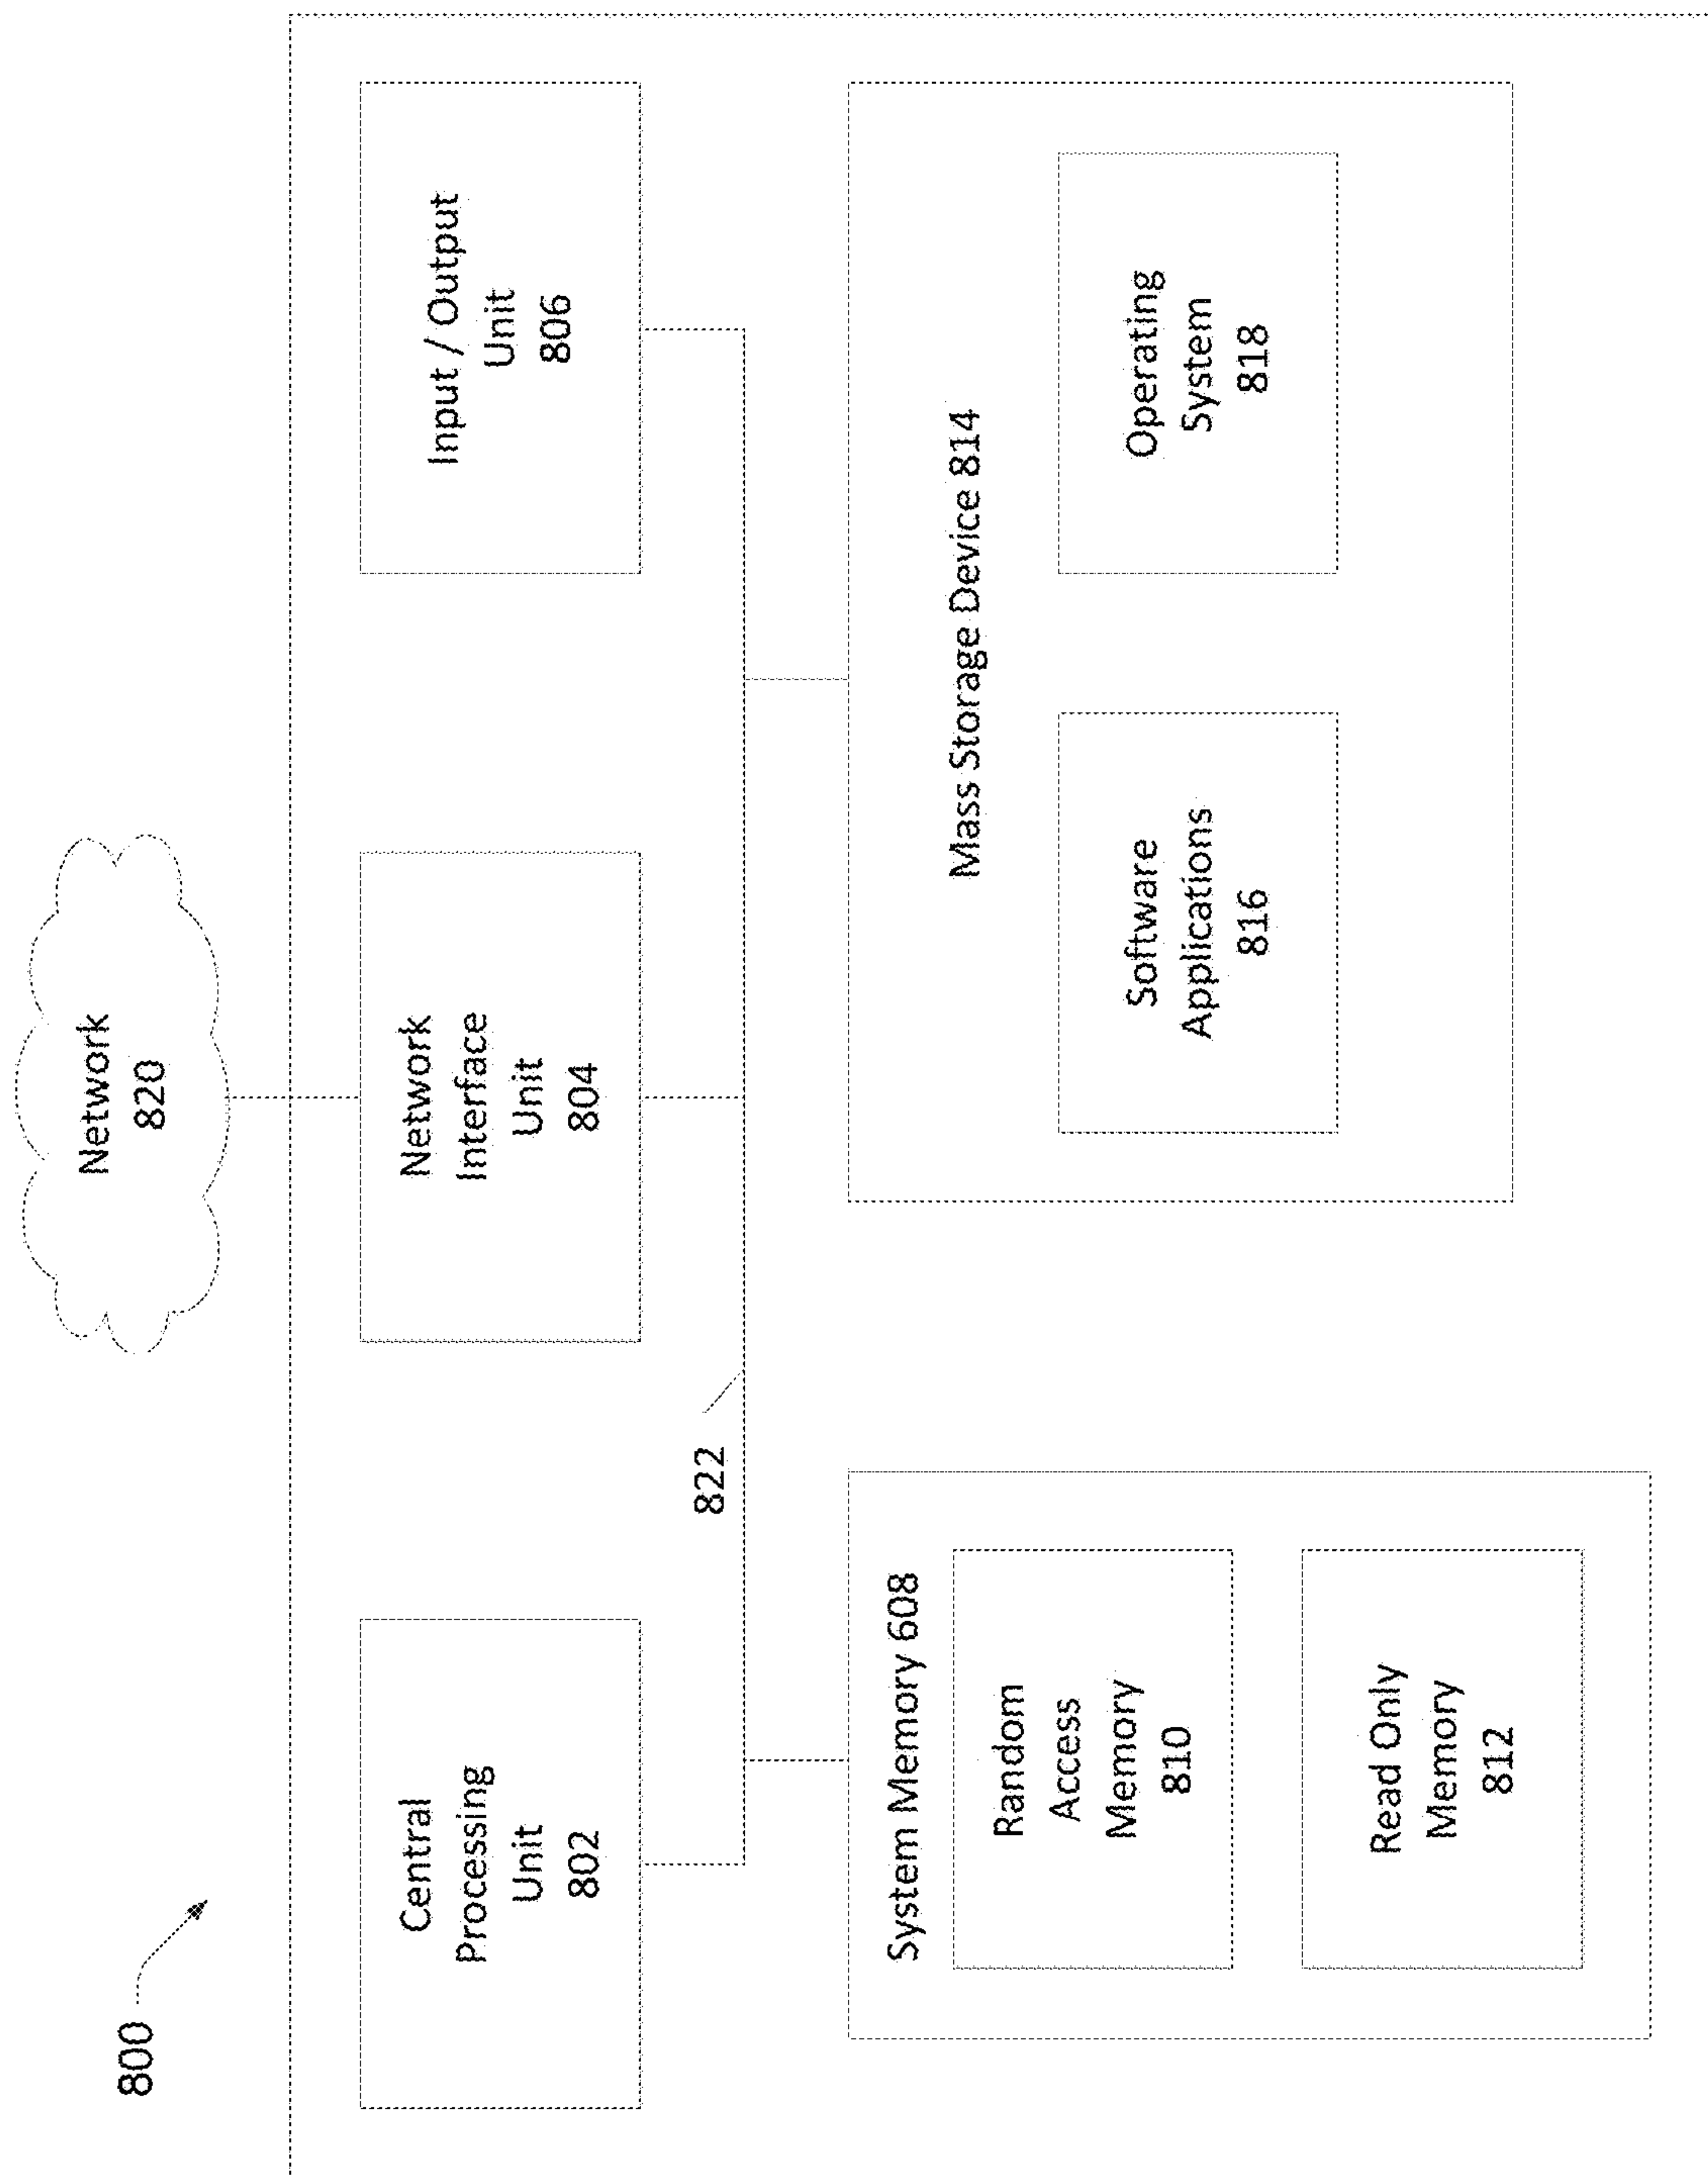 800
Network
820
Central
Processing
Unit
802
Network
Interface
Unit
804
Input / Output
Unit
806
822
System Memory 608
Random
Access
Memory
810
Read Only
Memory
812
Mass Storage Device 814
Software
Applications
816
Operating
System
818